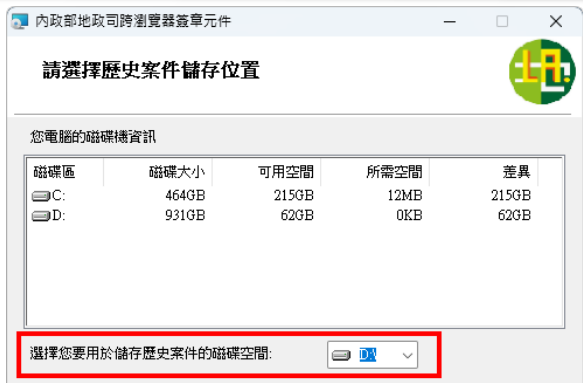 內政部地政司跨瀏覽器簽章元件
請選擇歷史案件儲存位置
您電腦的磁碟機資訊
磁碟區 磁碟大小 可用空間 所需空間 差異
C: 464GB 215GB 12MB 215GB
D: 931GB 62GB 0KB 62GB
選擇您要用於儲存歷史案件的磁碟空間: D:\